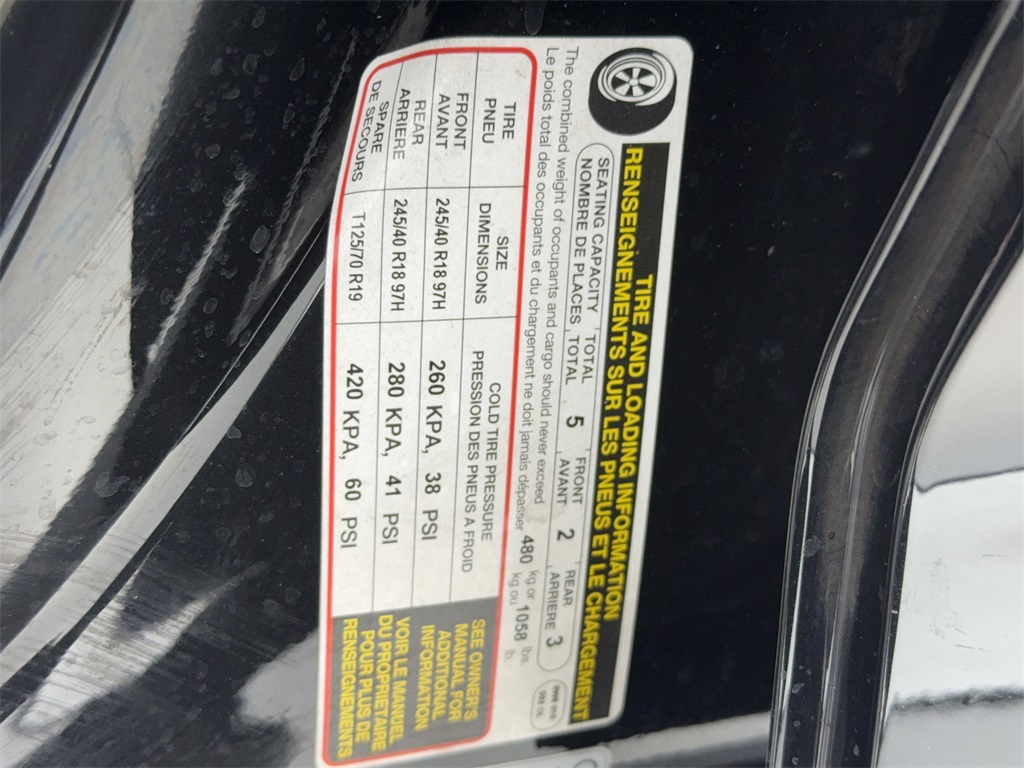 TIRE AND LOADING INFORMATION
RENSEIGNEMENTS SUR LES PNEUS ET LE CHARGEMENT
SEATING CAPACITY TOTAL 5 FRONT 2 REAR 3
NOMBRE DE PLACES TOTAL AVANT ARRIERE
The combined weight of occupants and cargo should never exceed 480 kg or 1058 lbs.
Le poids total des occupants et du chargement ne doit jamais dépasser kg ou lb.
TIRE SIZE COLD TIRE PRESSURE
PNEU DIMENSIONS PRESSION DES PNEUS A FROID
FRONT 245/40 R18 97H 260 KPA, 38 PSI
AVANT
REAR 245/40 R18 97H 280 KPA, 41 PSI
ARRIERE
SPARE T125/70 R19 420 KPA, 60 PSI
DE SECOURS
SEE OWNER'S
MANUAL FOR
ADDITIONAL
INFORMATION
VOIR LE MANUEL
DU PROPRIETAIRE
POUR PLUS DE
RENSEIGNEMENTS